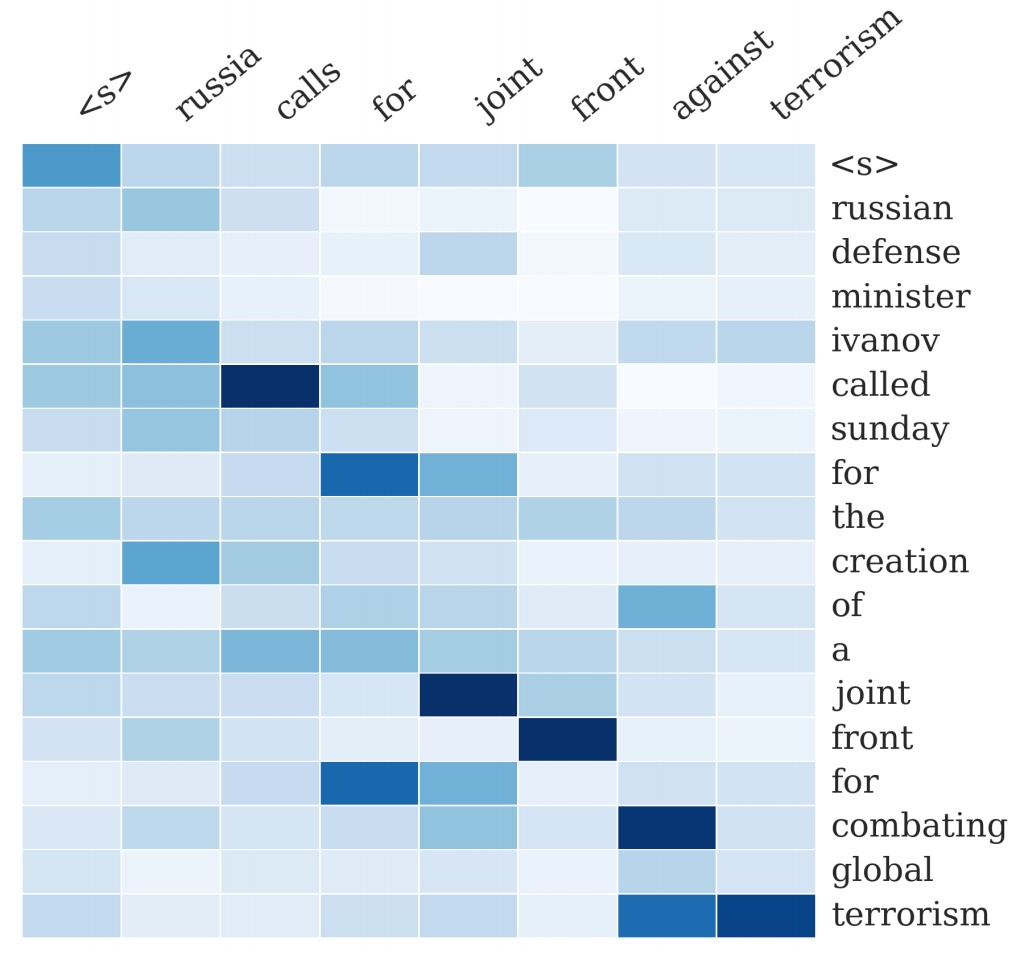 <s> russia calls for joint front against terrorism
<s>
russian
defense
minister
ivanov
called
sunday
for
the
creation
of
a
joint
front
for
combating
global
terrorism